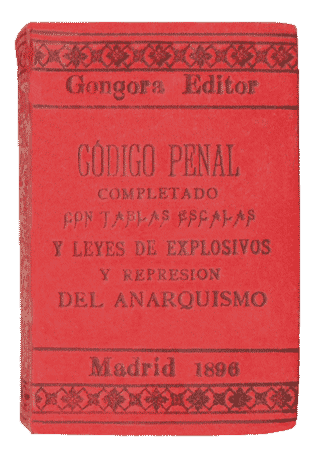 Gongora Editor
CÓDIGO PENAL
COMPLETADO
CON TABLAS ESCALAS
Y LEYES DE EXPLOSIVOS
Y REPRESION
DEL ANARQUISMO
Madrid 1896